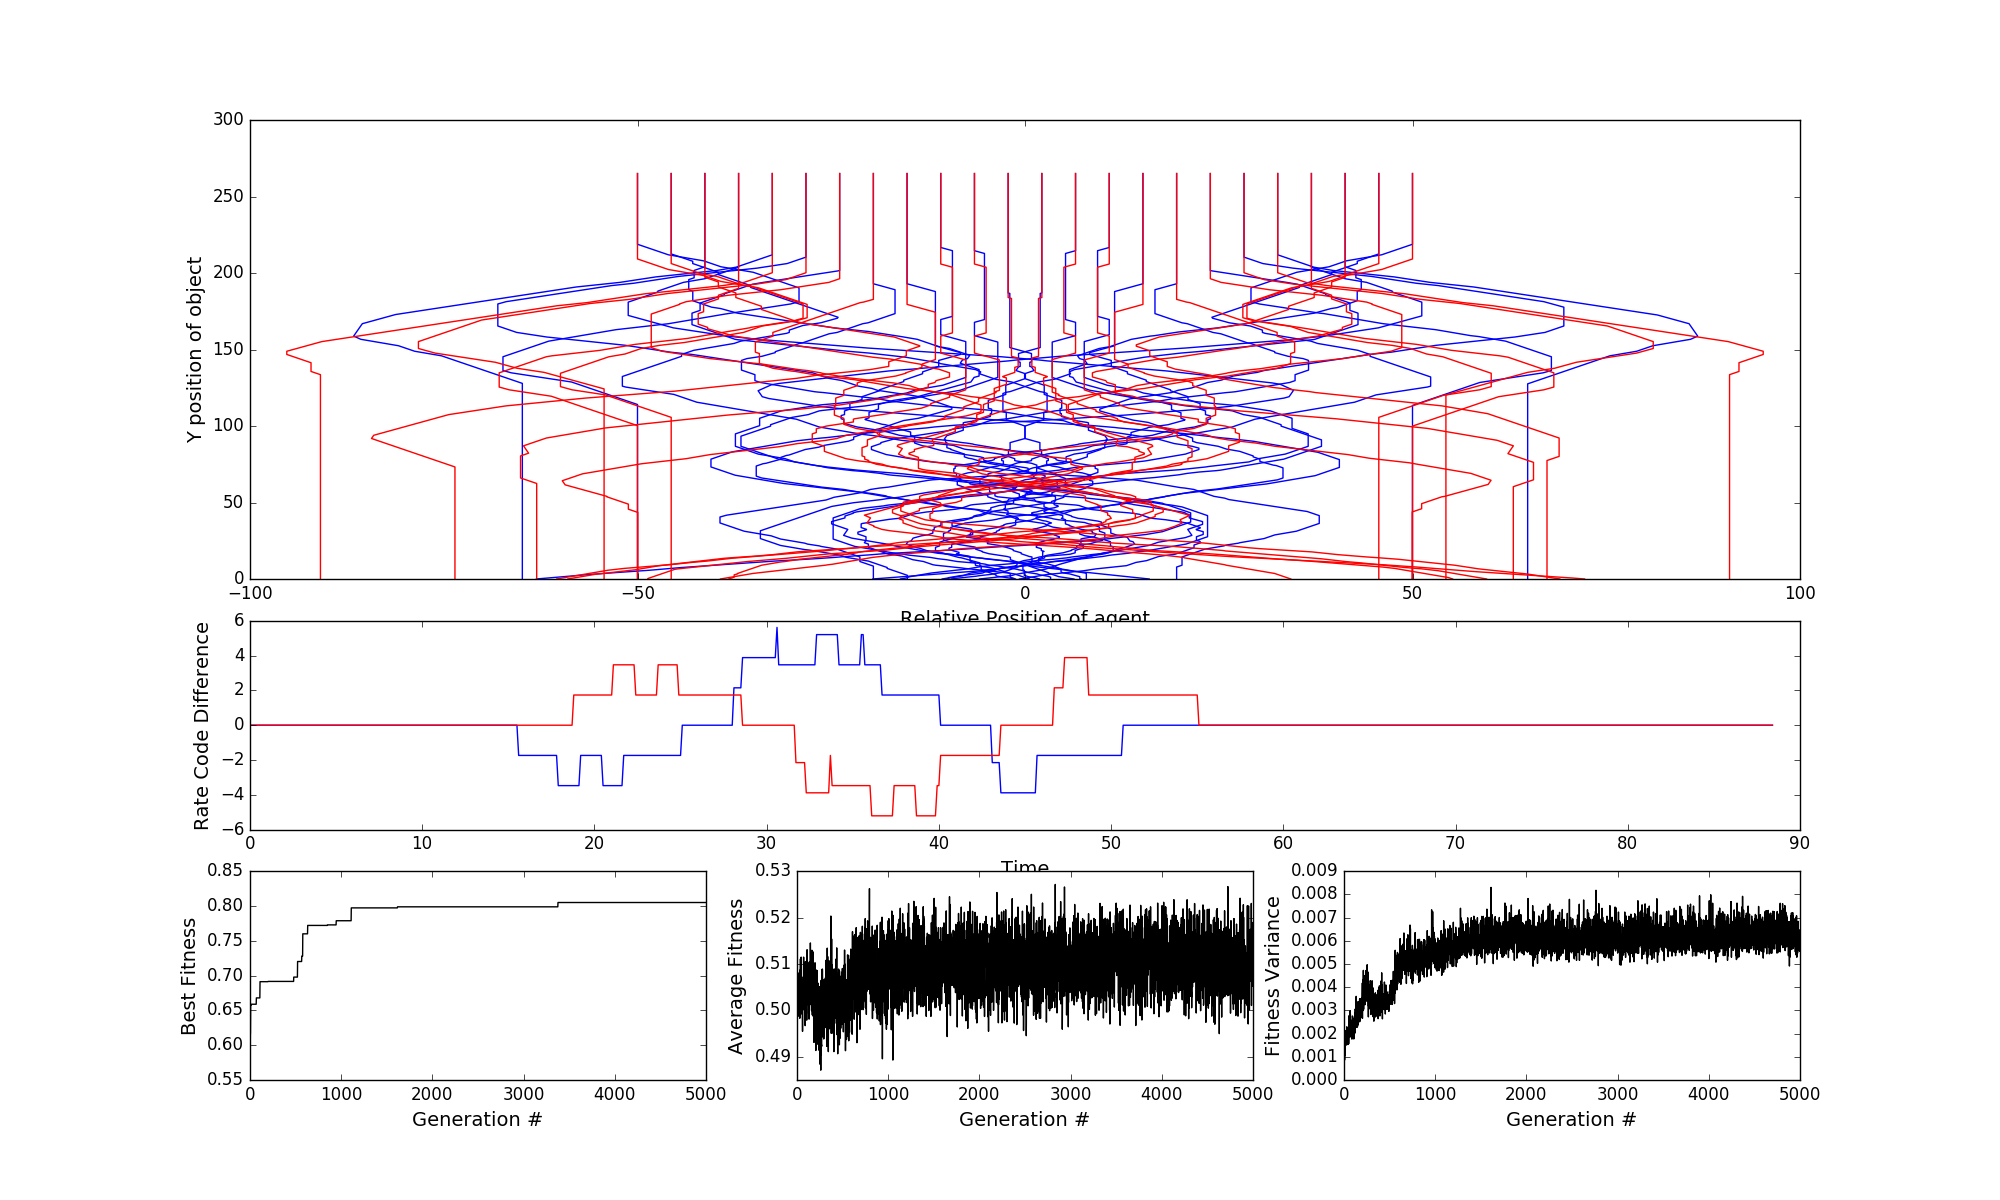 300
250
200
150
100
50
0
Y position of object
−100 −50 0 50 100
Relative Position of agent
6
4
2
0
−2
−4
−6
Rate Code Difference
0 10 20 30 40 50 60 70 80 90
Time
0.85
0.80
0.75
0.70
0.65
0.60
0.55
Best Fitness
0 1000 2000 3000 4000 5000
Generation #
0.53
0.52
0.51
0.50
0.49
Average Fitness
0 1000 2000 3000 4000 5000
Generation #
0.009
0.008
0.007
0.006
0.005
0.004
0.003
0.002
0.001
0.000
Fitness Variance
0 1000 2000 3000 4000 5000
Generation #